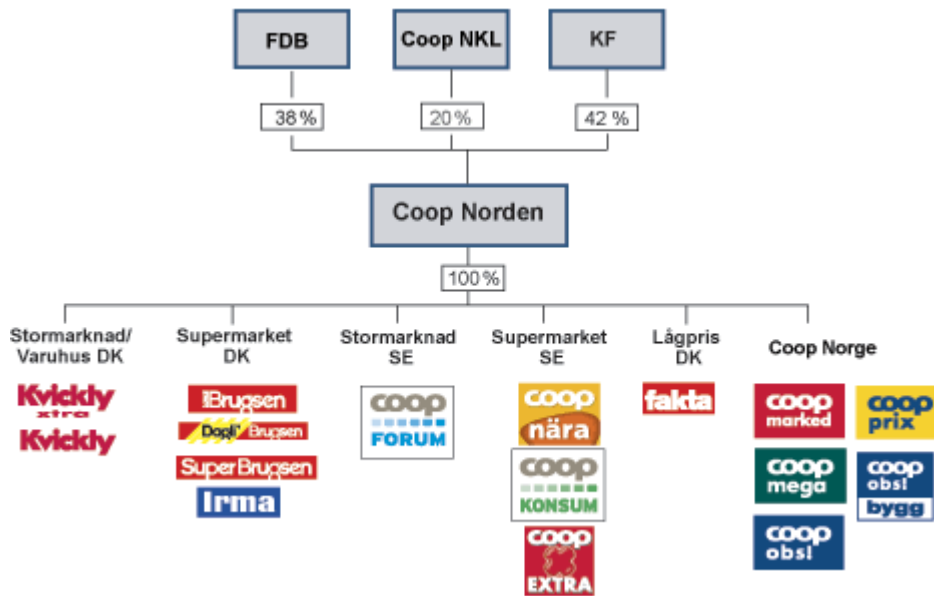 FDB
Coop NKL
KF
38 %
20 %
42 %
Coop Norden
100 %
Stormarknad/
Varuhus DK
Supermarket
DK
Stormarknad
SE
Supermarket
SE
Lågpris
DK
Coop Norge
Kvickly
xtra
Kvickly
Brugsen
Dagli' Brugsen
SuperBrugsen
Irma
coop
FORUM
coop
nära
coop
KONSUM
coop
EXTRA
fakta
coop
marked
coop
prix
coop
mega
coop
obs!
bygg
coop
obs!